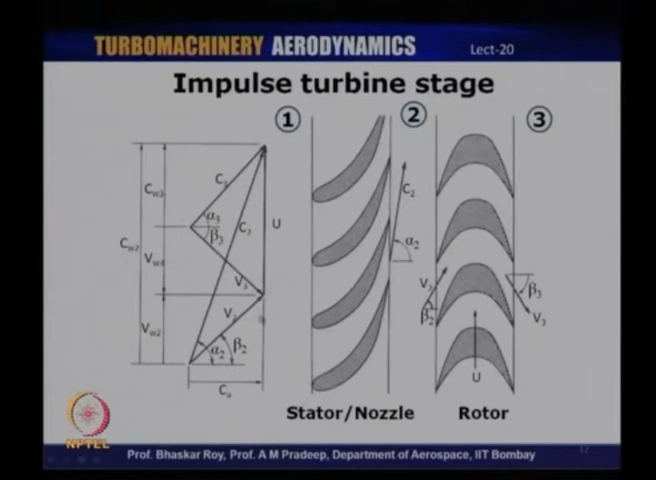 TURBOMACHINERY AERODYNAMICS
Lect-20
Impulse turbine stage
1
2
3
C3
Cw3
α3
C2
U
β3
Cw2
Vw3
V3
V2
Vw2
α2
β2
Ca
C2
α2
V2
β2
β3
V3
U
Stator/Nozzle
Rotor
NPTEL
Prof. Bhaskar Roy, Prof. A M Pradeep, Department of Aerospace, IIT Bombay
12